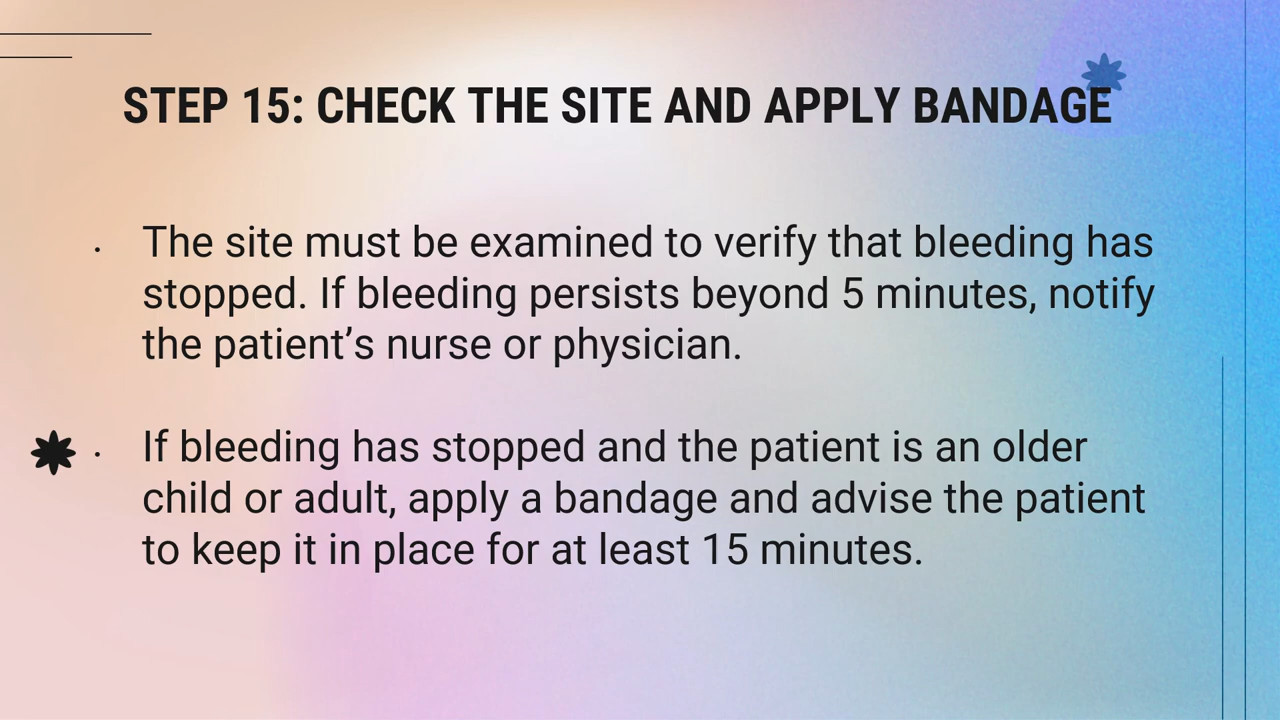 STEP 15: CHECK THE SITE AND APPLY BANDAGE
· The site must be examined to verify that bleeding has
stopped. If bleeding persists beyond 5 minutes, notify
the patient’s nurse or physician.
· If bleeding has stopped and the patient is an older
child or adult, apply a bandage and advise the patient
to keep it in place for at least 15 minutes.